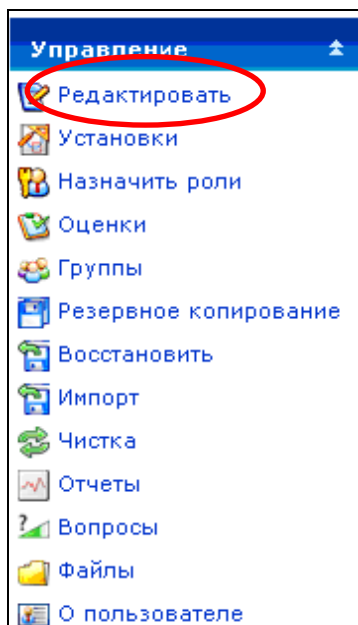 Управление
Редактировать
Установки
Назначить роли
Оценки
Группы
Резервное копирование
Восстановить
Импорт
Чистка
Отчеты
Вопросы
Файлы
О пользователе